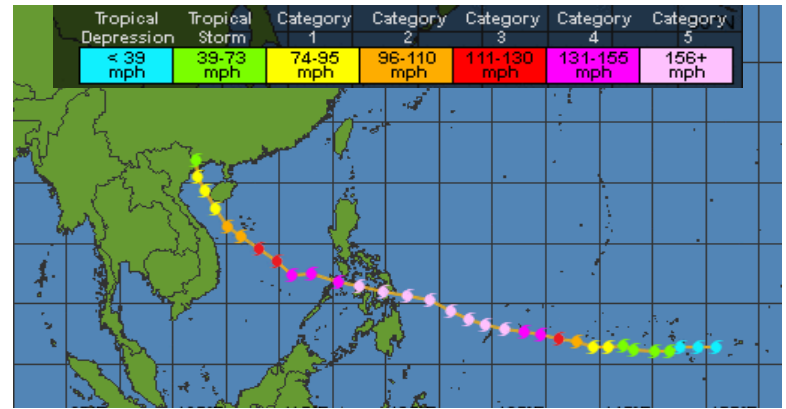 Tropical Tropical Category Category Category Category Category
Depression Storm 1 2 3 4 5
< 39 39-73 74-95 96-110 111-130 131-155 156+
mph mph mph mph mph mph mph